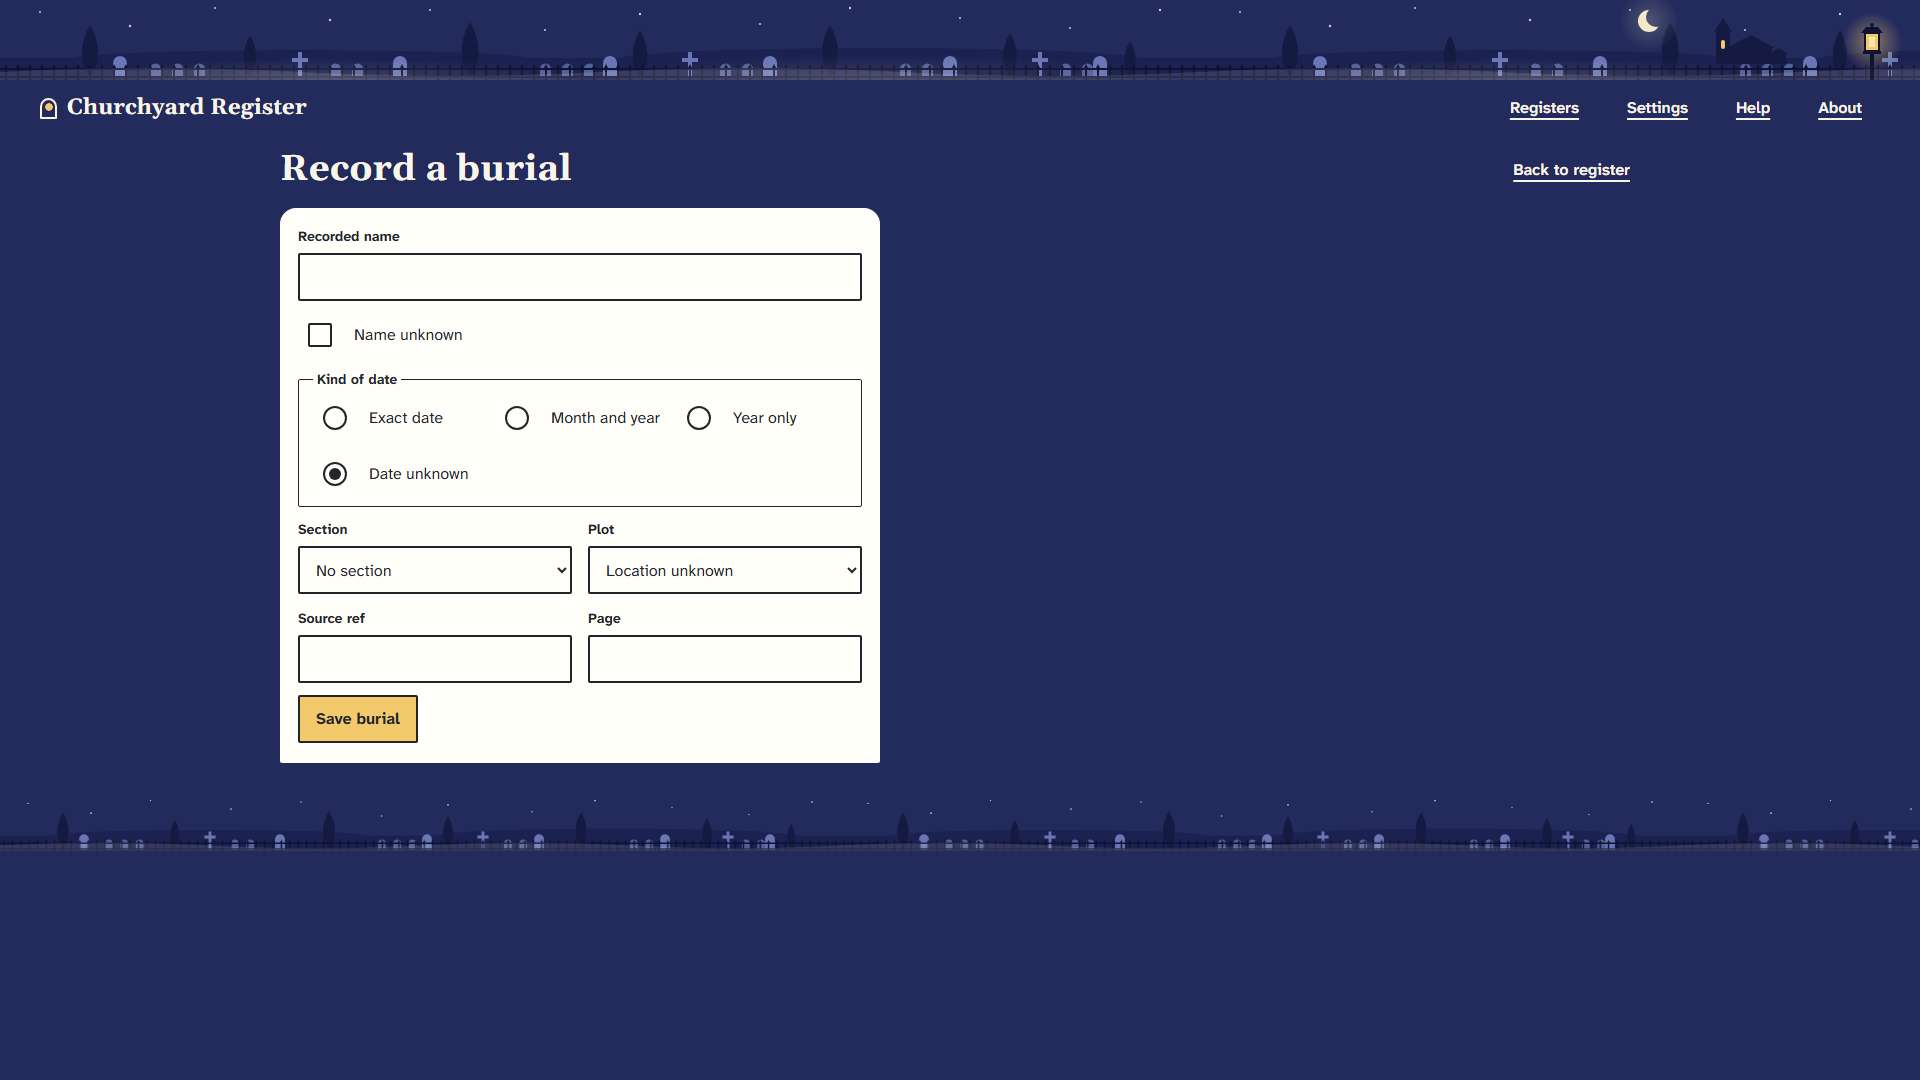 Churchyard Register
Registers Settings Help About
Record a burial
Back to register
Recorded name
Name unknown
Kind of date
Exact date Month and year Year only
Date unknown
Section Plot
No section Location unknown
Source ref Page
Save burial